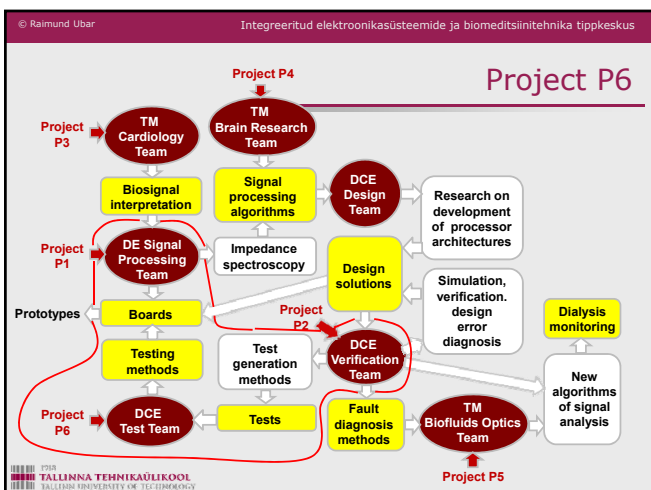 © Raimund Ubar
Integreeritud elektroonikasüsteemide ja biomeditsiinitehnika tippkeskus
Project P6
Project P4
TM
Brain Research
Team
TM
Cardiology
Team
Project
P3
Biosignal
interpretation
Signal
processing
algorithms
DCE
Design
Team
Research on
development
of processor
architectures
Project
P1
DE Signal
Processing
Team
Impedance
spectroscopy
Design
solutions
Simulation,
verification.
design
error
diagnosis
Prototypes
Boards
Project
P2
Dialysis
monitoring
Testing
methods
Test
generation
methods
DCE
Verification
Team
New
algorithms
of signal
analysis
Project
P6
DCE
Test Team
Tests
Fault
diagnosis
methods
TM
Biofluids Optics
Team
Project P5
1918
TALLINNA TEHNIKAÜLIKOOL
TALLINN UNIVERSITY OF TECHNOLOGY